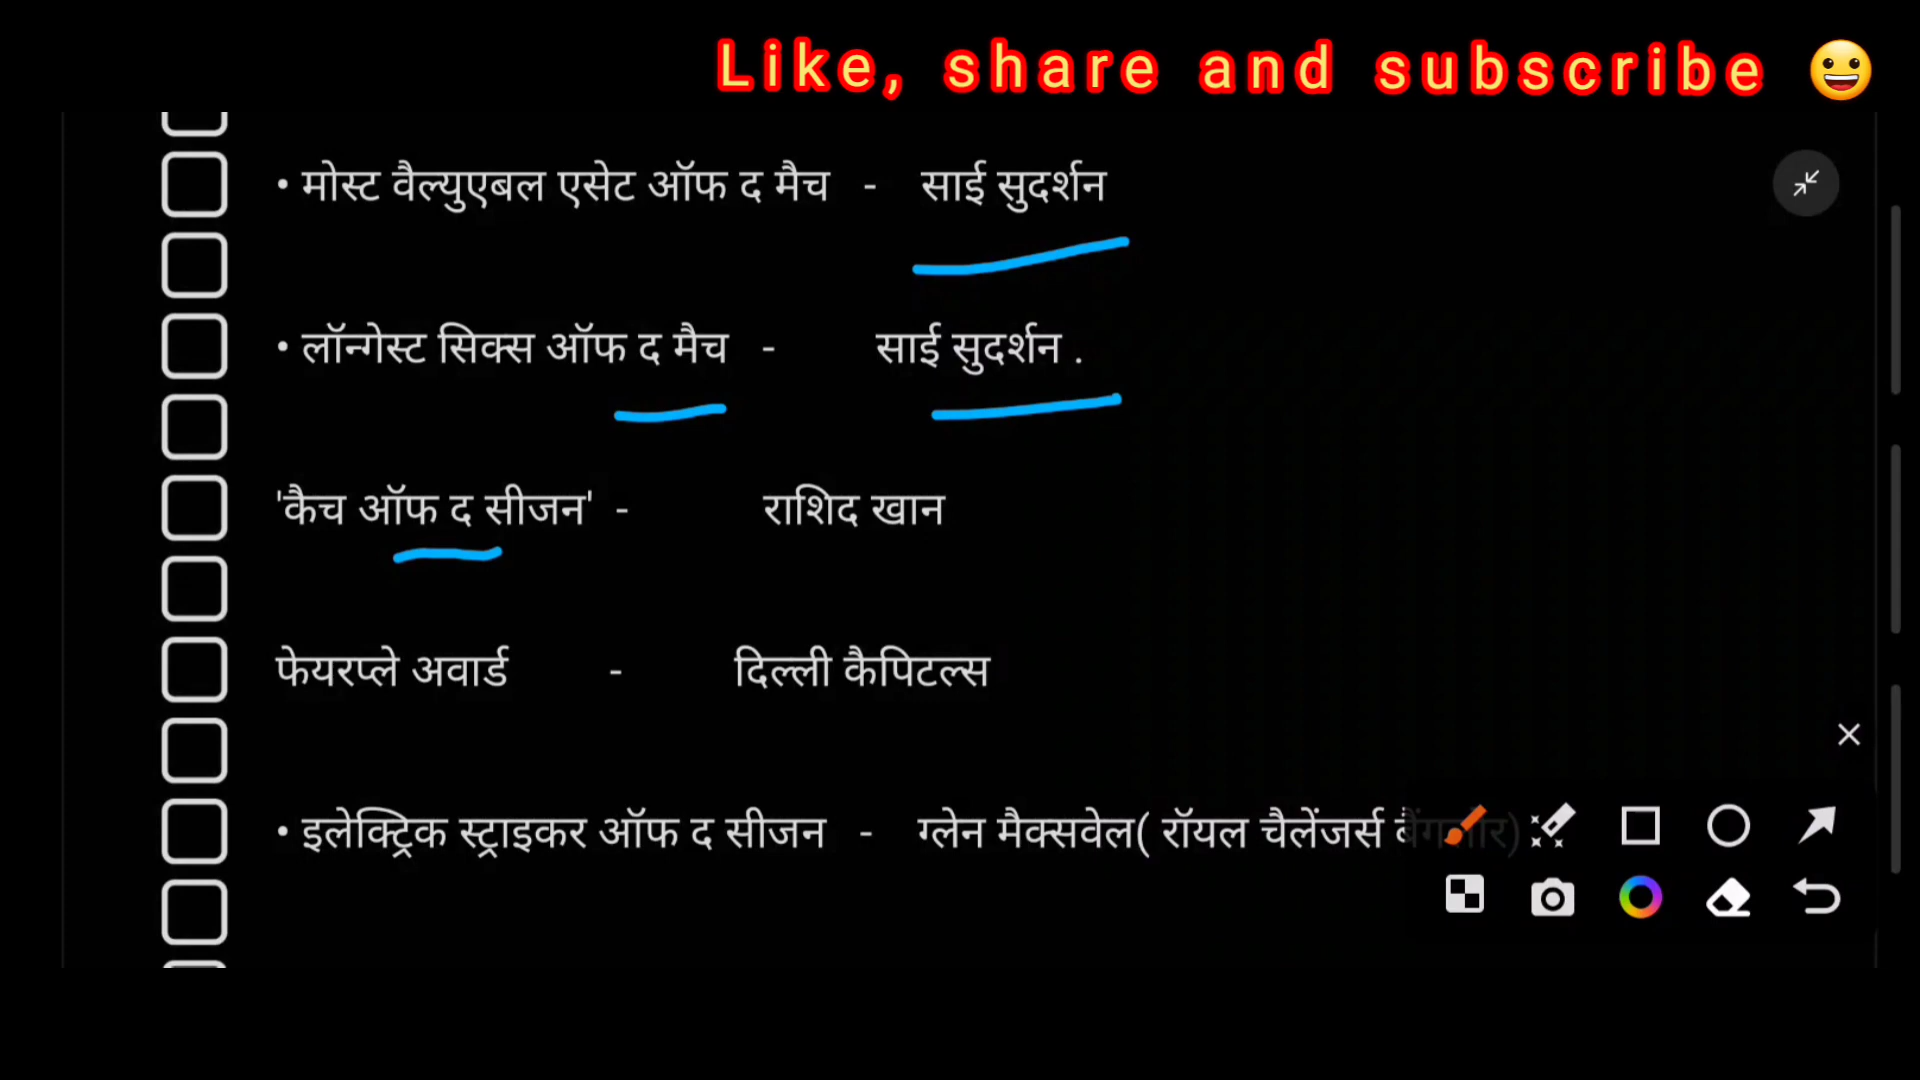 Like, share and subscribe 😀
• मोस्ट वैल्युएबल एसेट ऑफ द मैच - साई सुदर्शन
• लॉन्गेस्ट सिक्स ऑफ द मैच - साई सुदर्शन .
'कैच ऑफ द सीजन' - राशिद खान
फेयरप्ले अवार्ड - दिल्ली कैपिटल्स
• इलेक्ट्रिक स्ट्राइकर ऑफ द सीजन - ग्लेन मैक्सवेल( रॉयल चैलेंजर्स बैंगलोर)